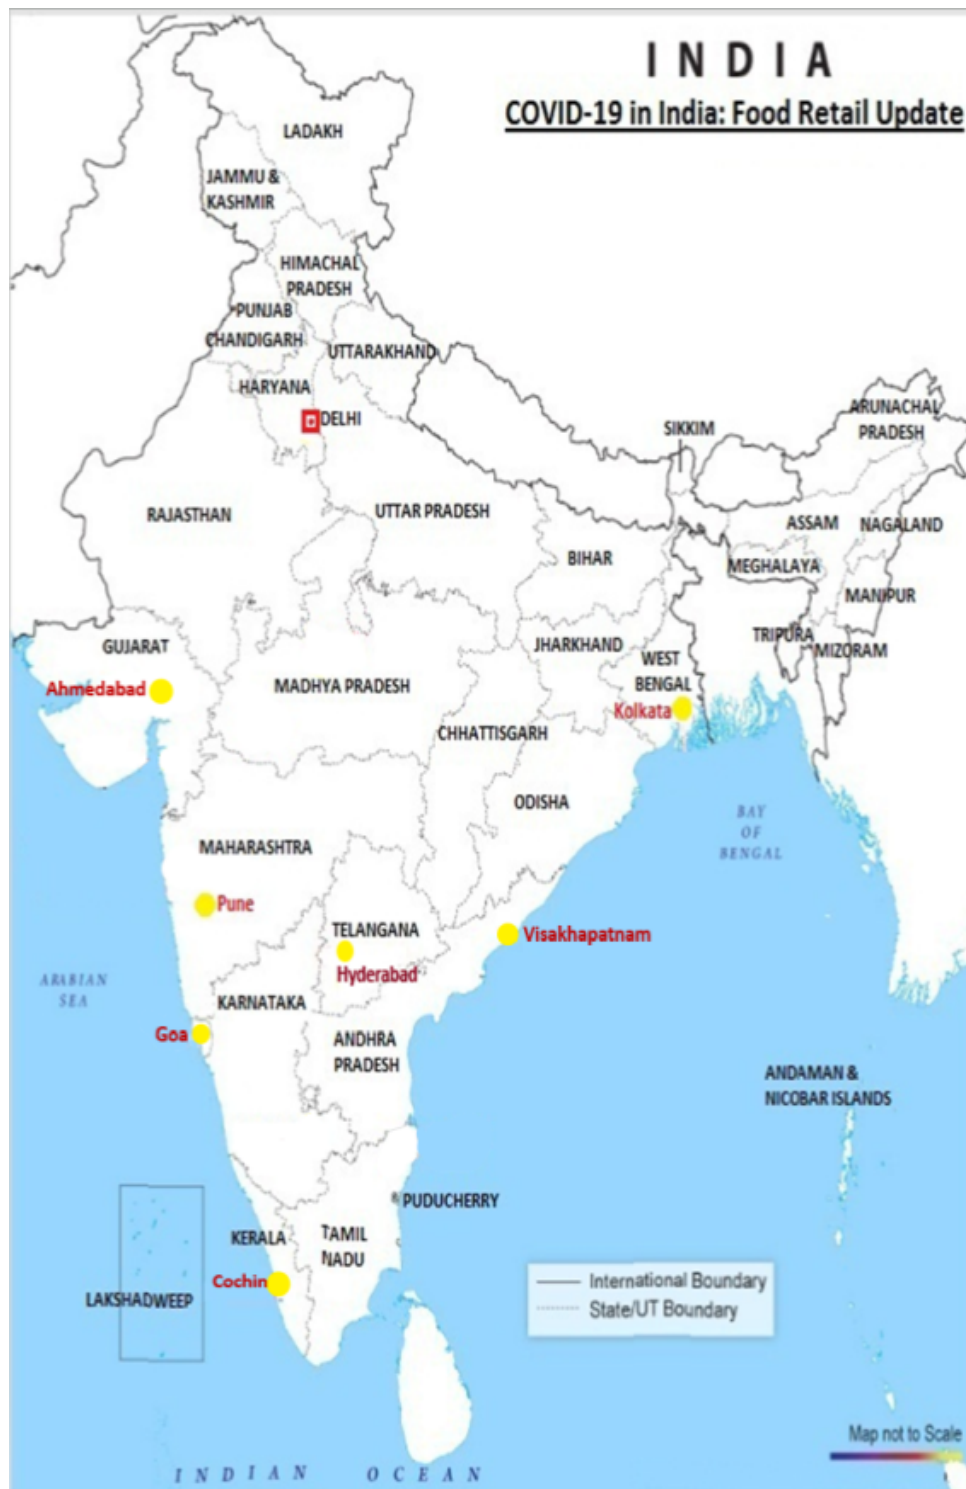 INDIA
COVID-19 in India: Food Retail Update
LADAKH
JAMMU &
KASHMIR
HIMACHAL
PRADESH
PUNJAB
CHANDIGARH
UTTARAKHAND
HARYANA
DELHI
ARUNACHAL
PRADESH
SIKKIM
RAJASTHAN
UTTAR PRADESH
ASSAM
NAGALAND
BIHAR
MEGHALAYA
MANIPUR
GUJARAT
JHARKHAND
TRIPURA
MIZORAM
WEST
BENGAL
Ahmedabad
MADHYA PRADESH
Kolkata
CHHATTISGARH
ODISHA
BAY
OF
BENGAL
MAHARASHTRA
Pune
TELANGANA
Visakhapatnam
Hyderabad
ARABIAN
SEA
KARNATAKA
Goa
ANDHRA
PRADESH
ANDAMAN &
NICOBAR ISLANDS
PUDUCHERRY
KERALA
TAMIL
NADU
Cochin
LAKSHADWEEP
International Boundary
State/UT Boundary
Map not to Scale
INDIAN OCEAN